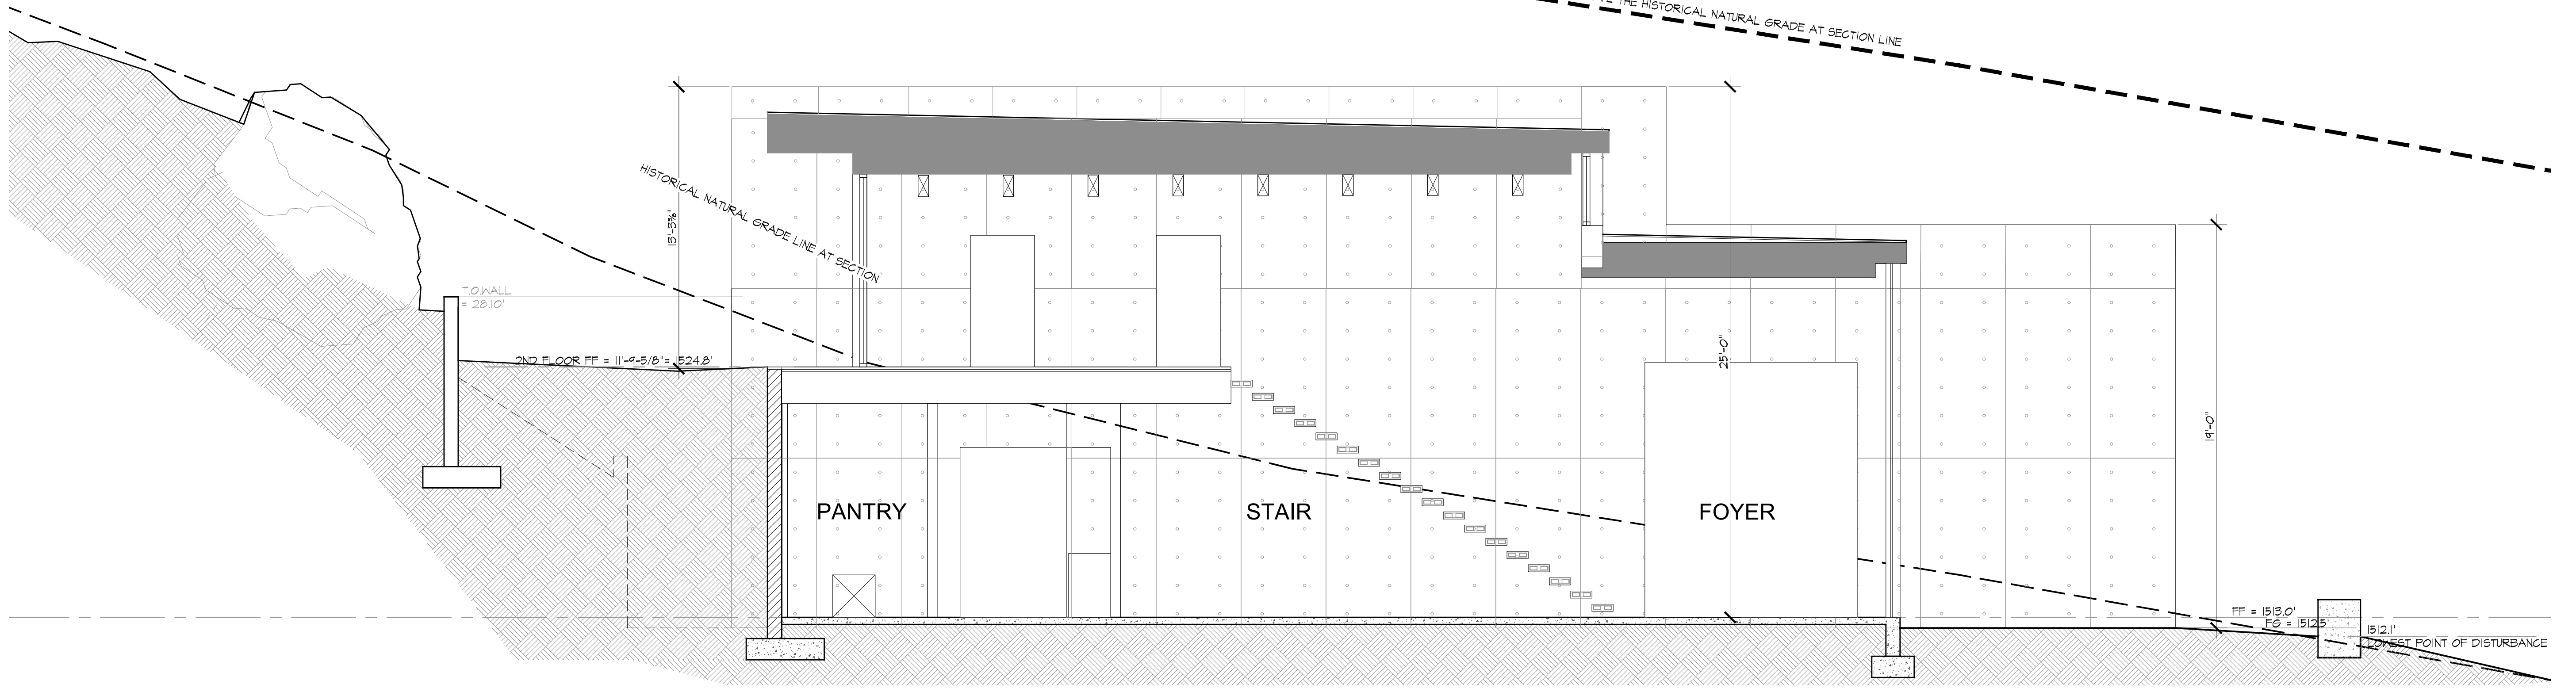 THE HISTORICAL NATURAL GRADE AT SECTION LINE
HISTORICAL NATURAL GRADE LINE AT SECTION
13'-3⅜"
25'-0"
19'-0"
T.O.WALL
= 28.10'
2ND FLOOR FF = 11'-9-5/8"= 1524.8'
PANTRY
STAIR
FOYER
FF = 1513.0'
FG = 1512.5'
1512.1'
LOWEST POINT OF DISTURBANCE